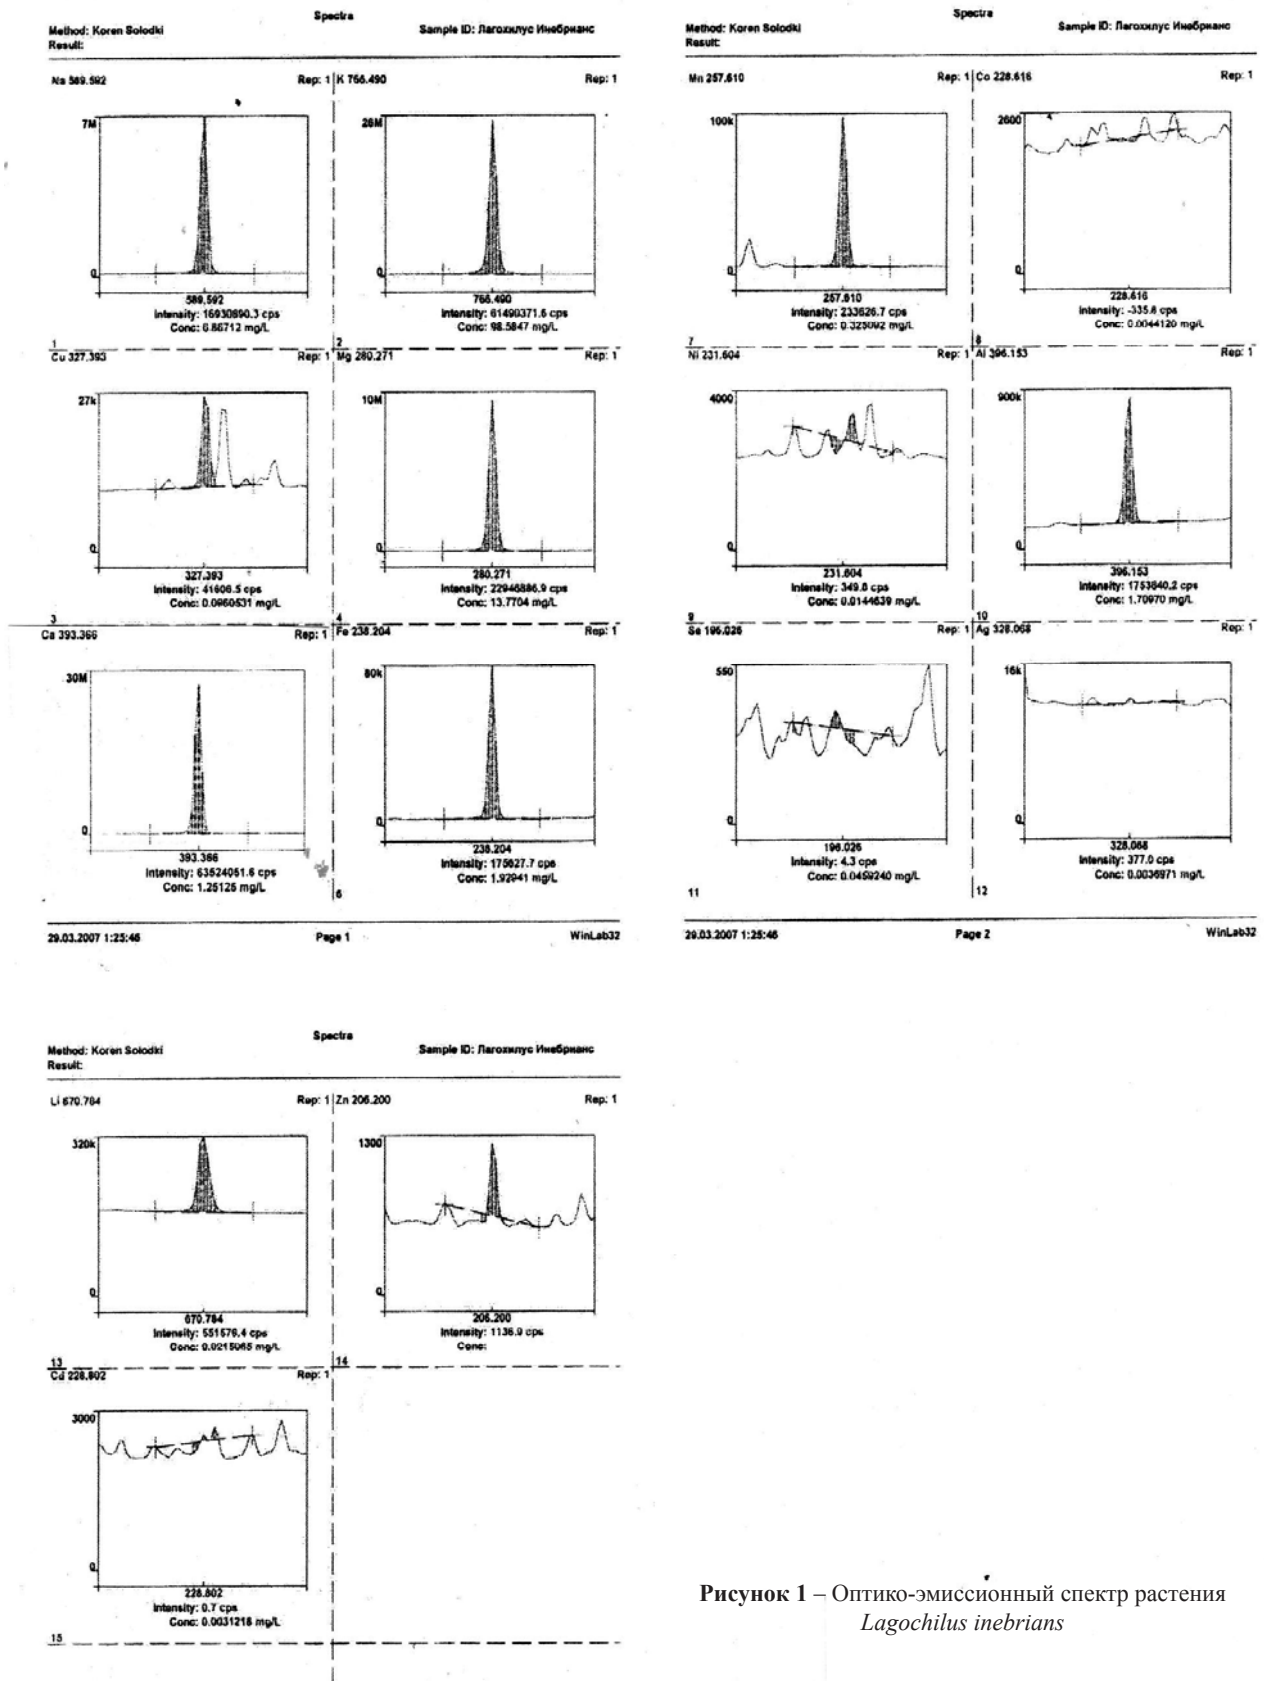 Spectra
Method: Koren Solodki Sample ID: Лагохилус Инебрианс
Result:
Na 589.592 Rep: 1 K 766.490 Rep: 1
7M 26M
0 0
589.592 766.490
Intensity: 16930690.3 cps Intensity: 61490371.6 cps
Conc: 6.86712 mg/L Conc: 98.5847 mg/L
1 2
Cu 327.393 Rep: 1 Mg 280.271 Rep: 1
27k 10M
0 0
327.393 280.271
Intensity: 41606.5 cps Intensity: 22946886.9 cps
Conc: 0.0960531 mg/L Conc: 13.7704 mg/L
3 4
Ca 393.366 Rep: 1 Fe 238.204 Rep: 1
30M 80k
0 0
393.366 238.204
Intensity: 63524051.6 cps Intensity: 175627.7 cps
Conc: 1.25125 mg/L Conc: 1.92941 mg/L
6
29.03.2007 1:25:46 Page 1 WinLab32
Spectra
Method: Koren Solodki Sample ID: Лагохилус Инебрианс
Result:
Mn 257.610 Rep: 1 Co 228.616 Rep: 1
100k 2600
0 0
257.610 228.616
Intensity: 233626.7 cps Intensity: -335.8 cps
Conc: 0.325092 mg/L Conc: 0.0044120 mg/L
7 8
Ni 231.604 Rep: 1 Al 396.153 Rep: 1
4000 900k
0 0
231.604 396.153
Intensity: 349.8 cps Intensity: 1753640.2 cps
Conc: 0.0144639 mg/L Conc: 1.70970 mg/L
9 10
Se 196.026 Rep: 1 Ag 328.068 Rep: 1
550 16k
0 0
196.026 328.068
Intensity: 4.3 cps Intensity: 377.0 cps
Conc: 0.0459240 mg/L Conc: 0.0036971 mg/L
11 12
29.03.2007 1:25:46 Page 2 WinLab32
Spectra
Method: Koren Solodki Sample ID: Лагохилус Инебрианс
Result:
Li 670.784 Rep: 1 Zn 206.200 Rep: 1
320k 1300
0 0
670.784 206.200
Intensity: 551576.4 cps Intensity: 1136.9 cps
Conc: 0.0215065 mg/L Conc:
13 14
Cd 228.802 Rep: 1
3000
0
228.802
Intensity: 0.7 cps
Conc: 0.0031218 mg/L
15
Рисунок 1 – Оптико-эмиссионный спектр растения
Lagochilus inebrians